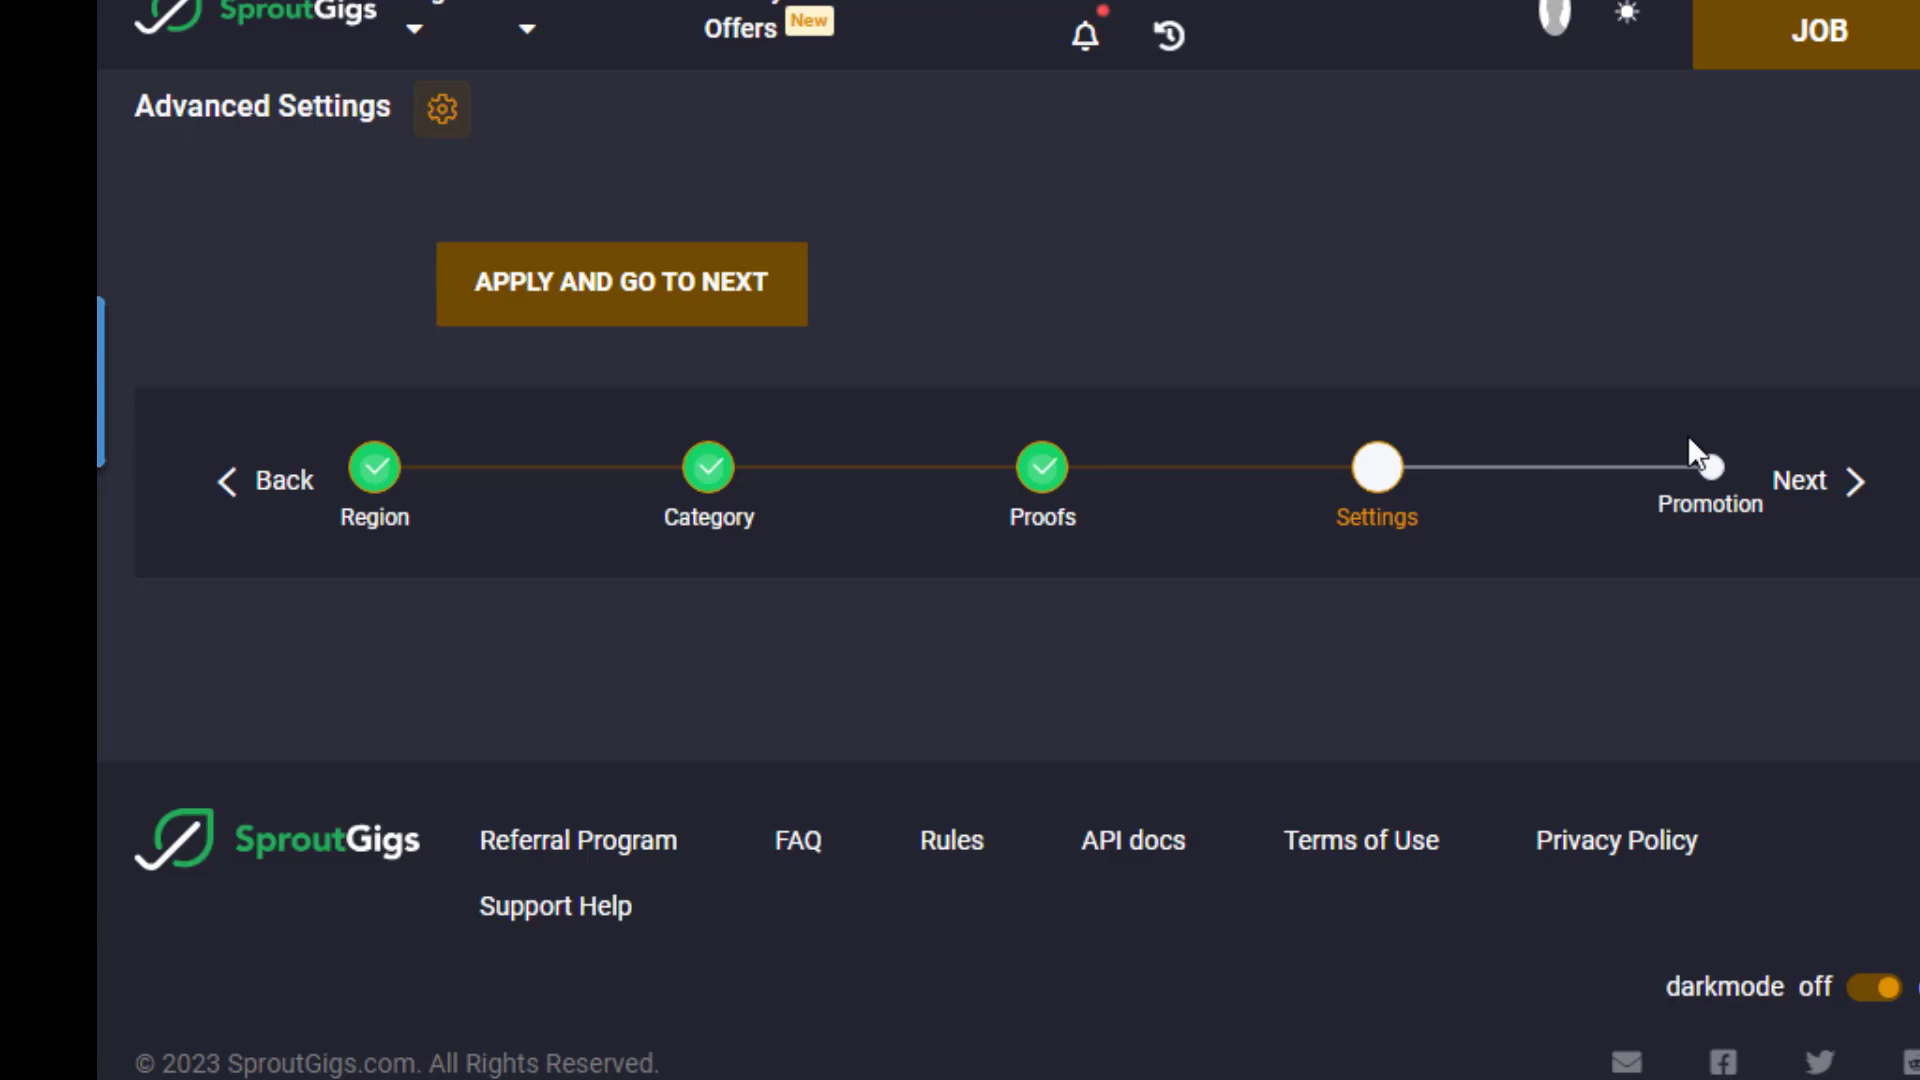 SproutGigs
Offers New
JOB
Advanced Settings
APPLY AND GO TO NEXT
Back
Next
Region
Category
Proofs
Settings
Promotion
SproutGigs
Referral Program
FAQ
Rules
API docs
Terms of Use
Privacy Policy
Support Help
darkmode off
© 2023 SproutGigs.com. All Rights Reserved.